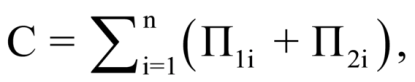 C = ∑ⁿᵢ₌₁(П₁ᵢ + П₂ᵢ),